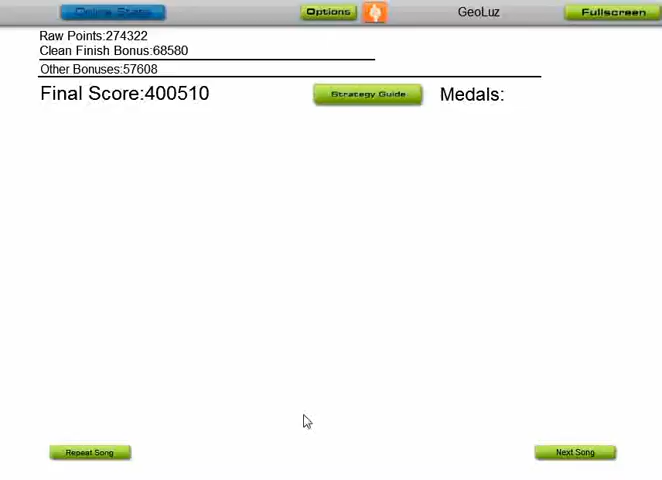 Online Stats Options GeoLuz Fullscreen
Raw Points:274322
Clean Finish Bonus:68580
Other Bonuses:57608
Final Score:400510 Strategy Guide Medals:
Repeat Song Next Song